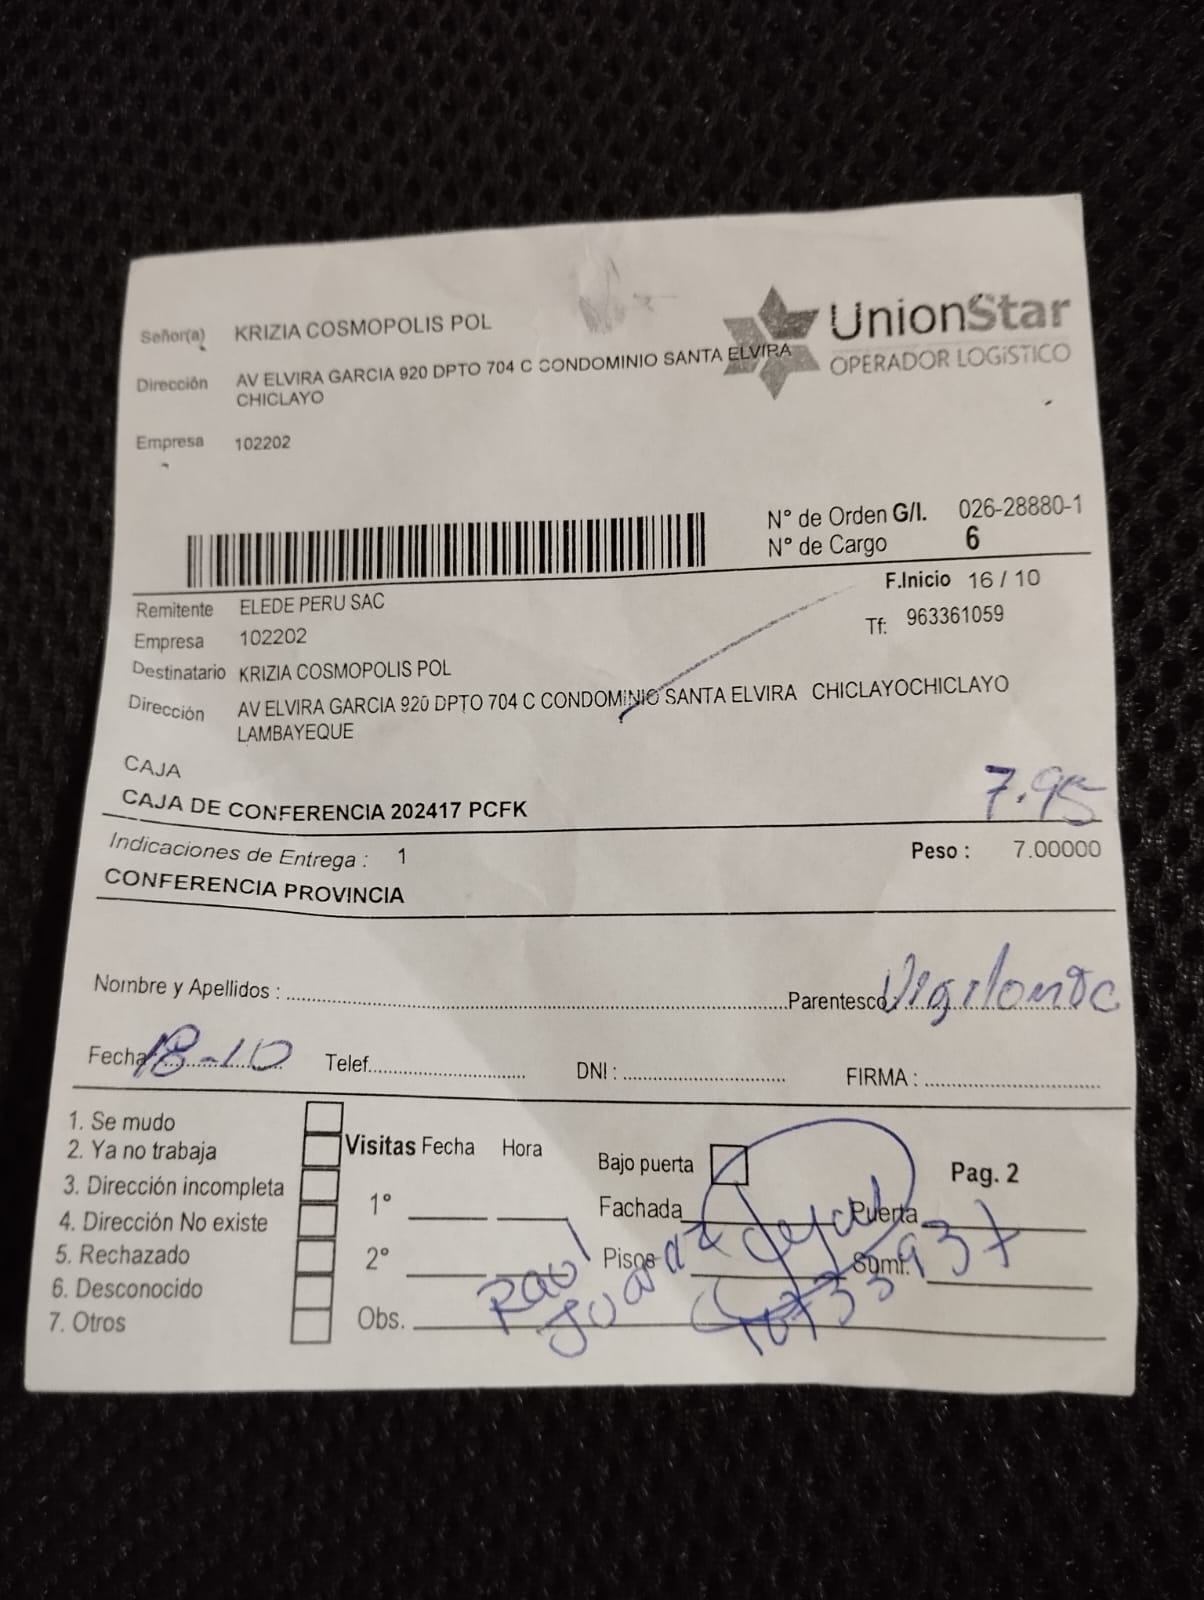 Señor(a) KRIZIA COSMOPOLIS POL
UnionStar
OPERADOR LOGíSTICO
Dirección AV ELVIRA GARCIA 920 DPTO 704 C CONDOMINIO SANTA ELVIRA
CHICLAYO
Empresa 102202
N° de Orden G/I. 026-28880-1
N° de Cargo 6
F.Inicio 16 / 10
Remitente ELEDE PERU SAC
Tf: 963361059
Empresa 102202
Destinatario KRIZIA COSMOPOLIS POL
Dirección AV ELVIRA GARCIA 920 DPTO 704 C CONDOMINIO SANTA ELVIRA CHICLAYOCHICLAYO
LAMBAYEQUE
CAJA
7.95
CAJA DE CONFERENCIA 202417 PCFK
Indicaciones de Entrega : 1
Peso : 7.00000
CONFERENCIA PROVINCIA
Nombre y Apellidos : Parentesco : Vigilante
Fecha 18-10 Telef. DNI : FIRMA :
1. Se mudo
2. Ya no trabaja
3. Dirección incompleta
4. Dirección No existe
5. Rechazado
6. Desconocido
7. Otros
Visitas Fecha Hora
1°
2°
Obs.
Bajo puerta
Fachada Puerta
Pisos Sumi.
Pag. 2
Raul